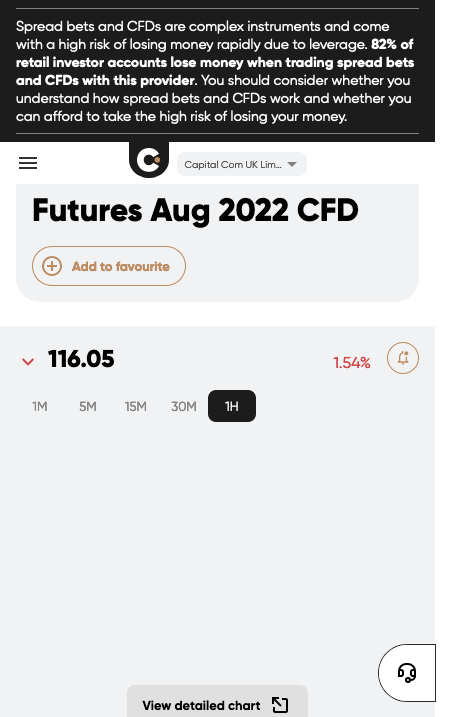 Spread bets and CFDs are complex instruments and come
with a high risk of losing money rapidly due to leverage. 82% of
retail investor accounts lose money when trading spread bets
and CFDs with this provider. You should consider whether you
understand how spread bets and CFDs work and whether you
can afford to take the high risk of losing your money.
Capital Com UK Lim...
Futures Aug 2022 CFD
Add to favourite
116.05
1.54%
1M 5M 15M 30M 1H
View detailed chart